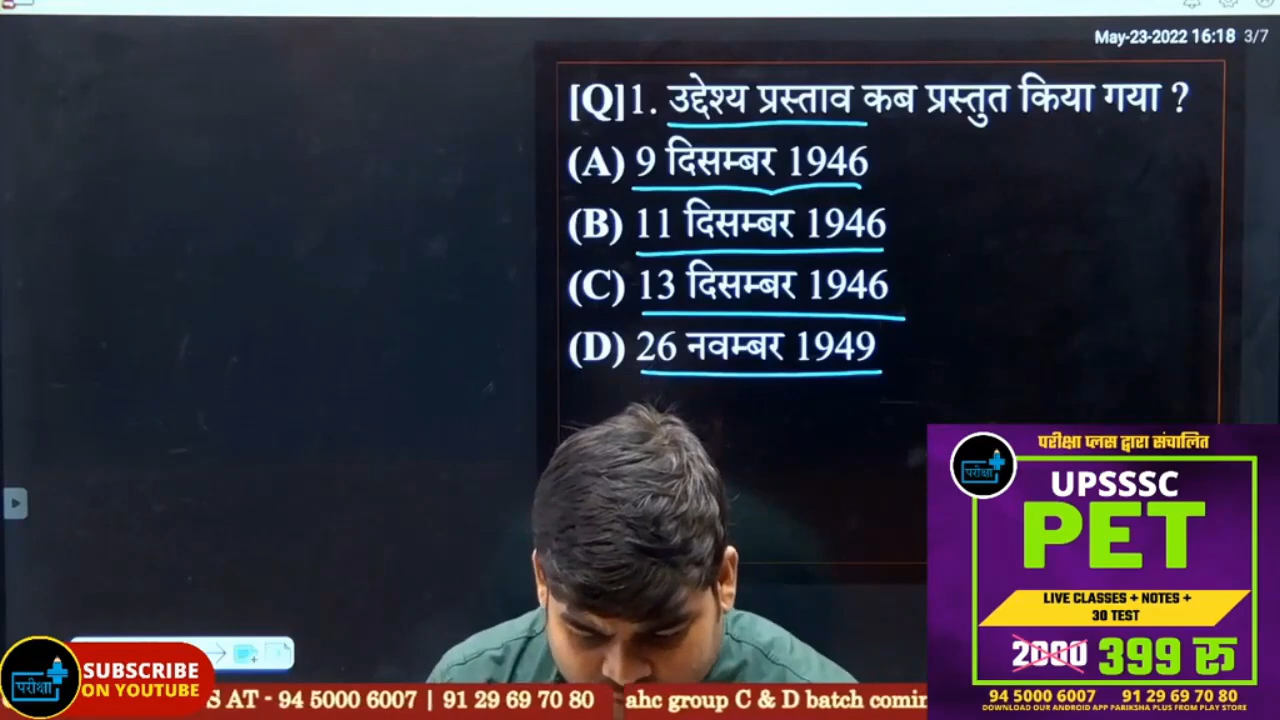 May-23-2022 16:18 3/7
[Q]1. उद्देश्य प्रस्ताव कब प्रस्तुत किया गया ?
(A) 9 दिसम्बर 1946
(B) 11 दिसम्बर 1946
(C) 13 दिसम्बर 1946
(D) 26 नवम्बर 1949
परीक्षा प्लस द्वारा संचालित
परीक्षा
UPSSSC
PET
LIVE CLASSES + NOTES +
30 TEST
2000 399 रु
94 5000 6007 91 29 69 70 80
DOWNLOAD OUR ANDROID APP PARIKSHA PLUS FROM PLAY STORE
परीक्षा
SUBSCRIBE
ON YOUTUBE
S AT - 94 5000 6007 | 91 29 69 70 80 ahc group C & D batch comin